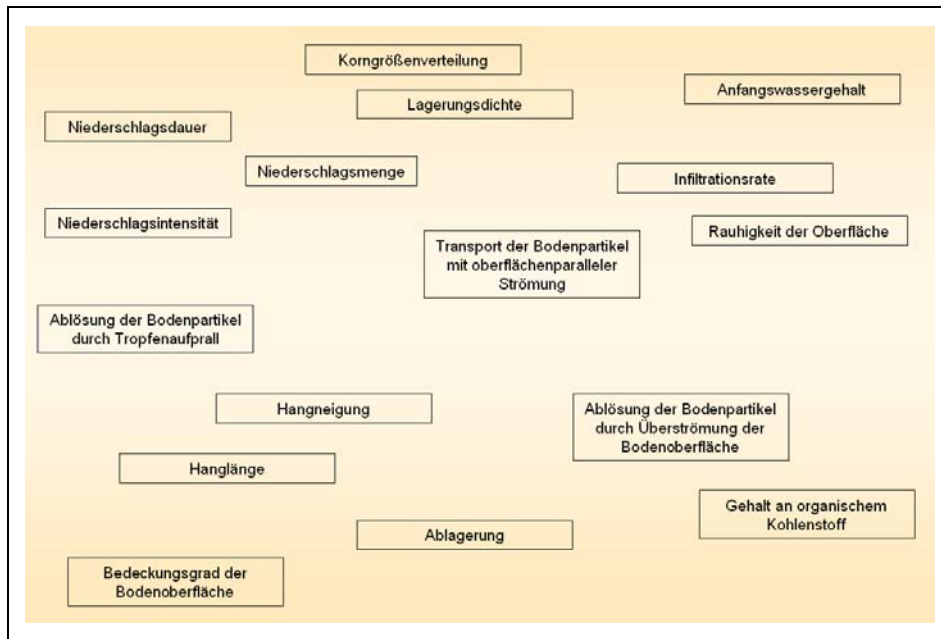 Korngrößenverteilung
Anfangswassergehalt
Lagerungsdichte
Niederschlagsdauer
Niederschlagsmenge
Infiltrationsrate
Niederschlagsintensität
Rauhigkeit der Oberfläche
Transport der Bodenpartikel
mit oberflächenparalleler
Strömung
Ablösung der Bodenpartikel
durch Tropfenaufprall
Hangneigung
Ablösung der Bodenpartikel
durch Überströmung der
Bodenoberfläche
Hanglänge
Gehalt an organischem
Kohlenstoff
Ablagerung
Bedeckungsgrad der
Bodenoberfläche